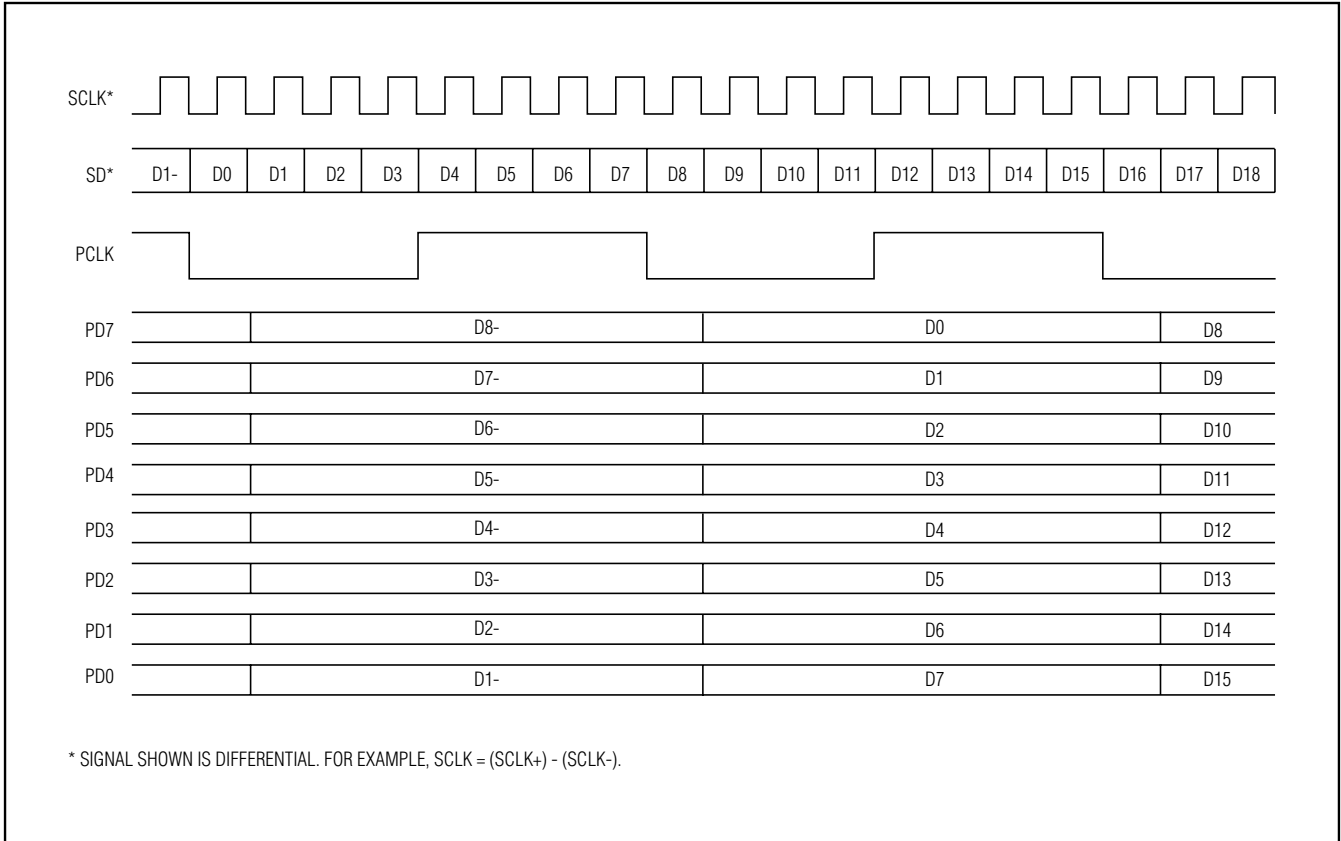 SCLK*
SD* D1- D0 D1 D2 D3 D4 D5 D6 D7 D8 D9 D10 D11 D12 D13 D14 D15 D16 D17 D18
PCLK
PD7 D8- D0 D8
PD6 D7- D1 D9
PD5 D6- D2 D10
PD4 D5- D3 D11
PD3 D4- D4 D12
PD2 D3- D5 D13
PD1 D2- D6 D14
PD0 D1- D7 D15
* SIGNAL SHOWN IS DIFFERENTIAL. FOR EXAMPLE, SCLK = (SCLK+) - (SCLK-).